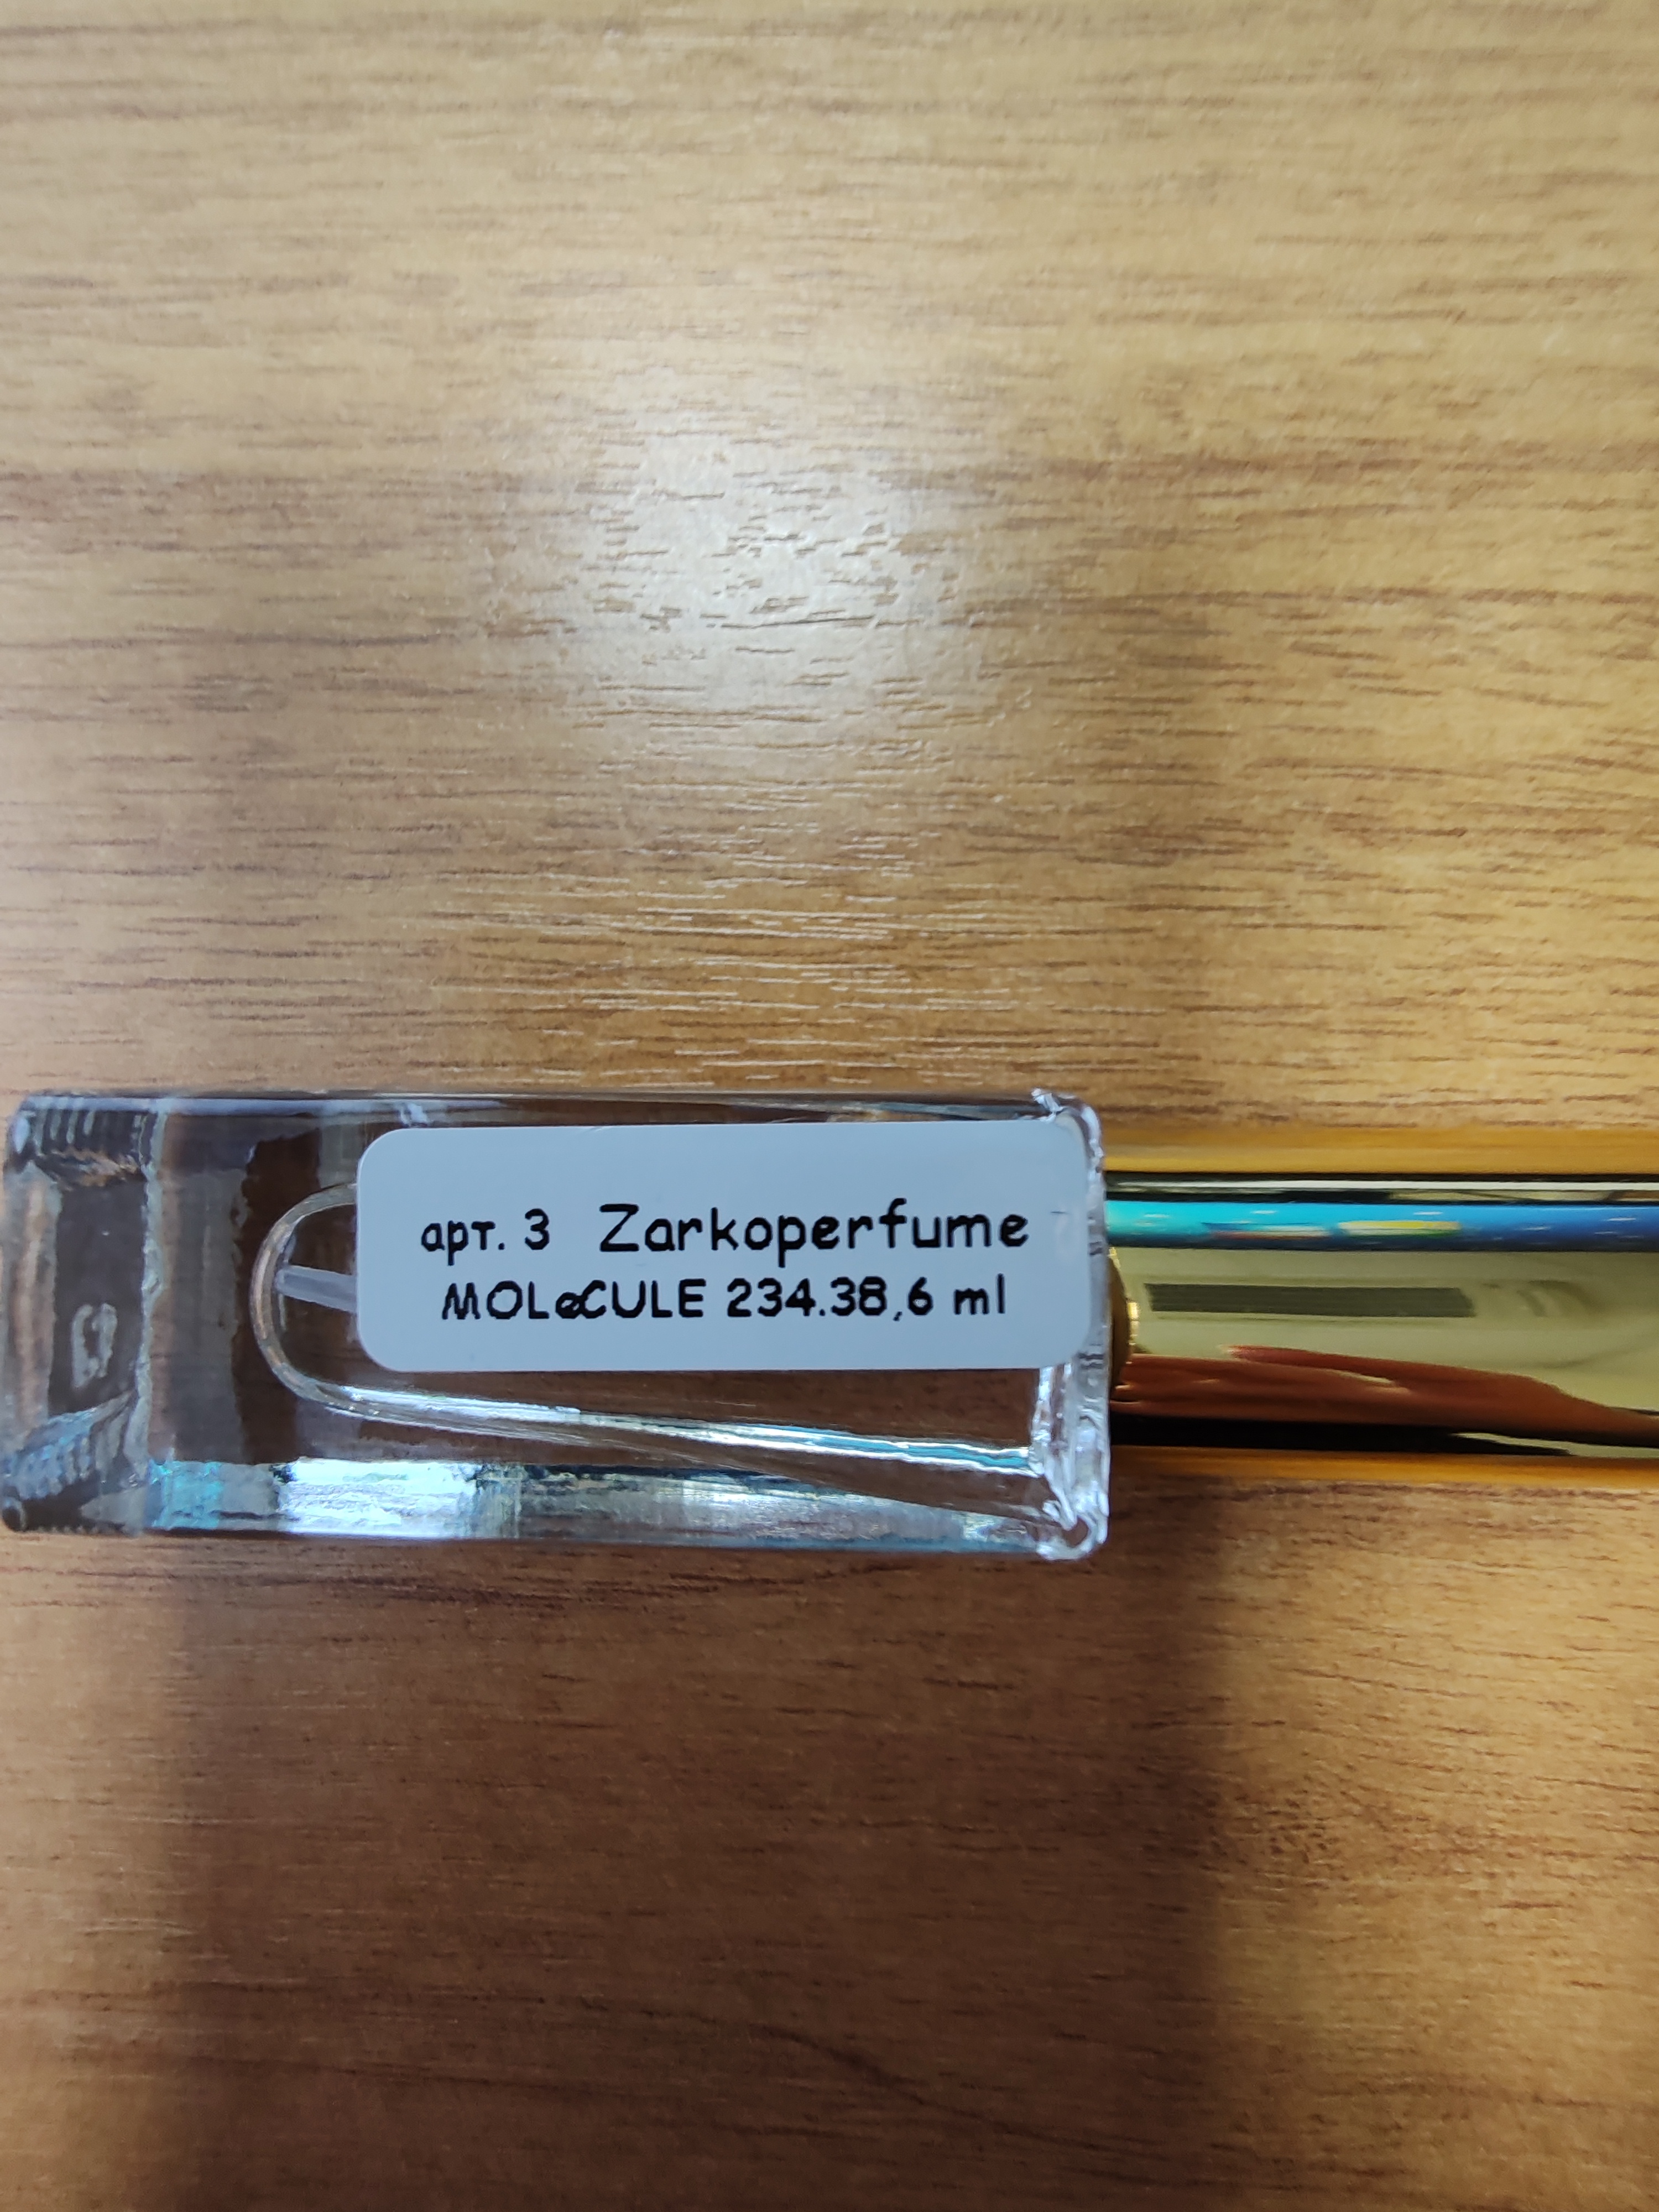 арт. 3 Zarkoperfume
MOLeCULE 234.38,6 ml